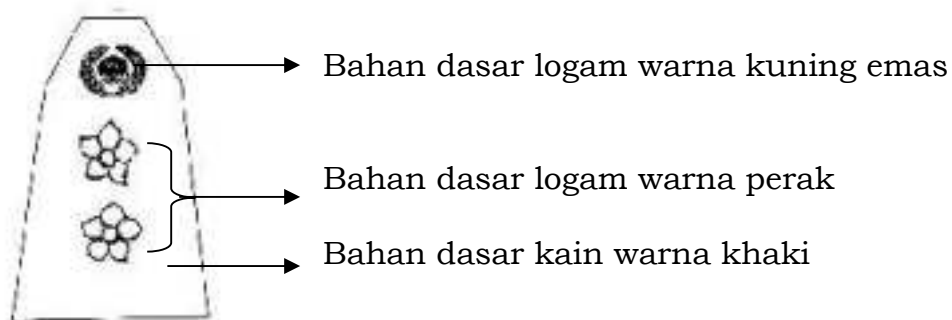 Bahan dasar logam warna kuning emas
Bahan dasar logam warna perak
Bahan dasar kain warna khaki